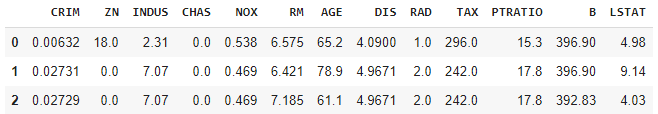 CRIM ZN INDUS CHAS NOX RM AGE DIS RAD TAX PTRATIO B LSTAT
0 0.00632 18.0 2.31 0.0 0.538 6.575 65.2 4.0900 1.0 296.0 15.3 396.90 4.98
1 0.02731 0.0 7.07 0.0 0.469 6.421 78.9 4.9671 2.0 242.0 17.8 396.90 9.14
2 0.02729 0.0 7.07 0.0 0.469 7.185 61.1 4.9671 2.0 242.0 17.8 392.83 4.03